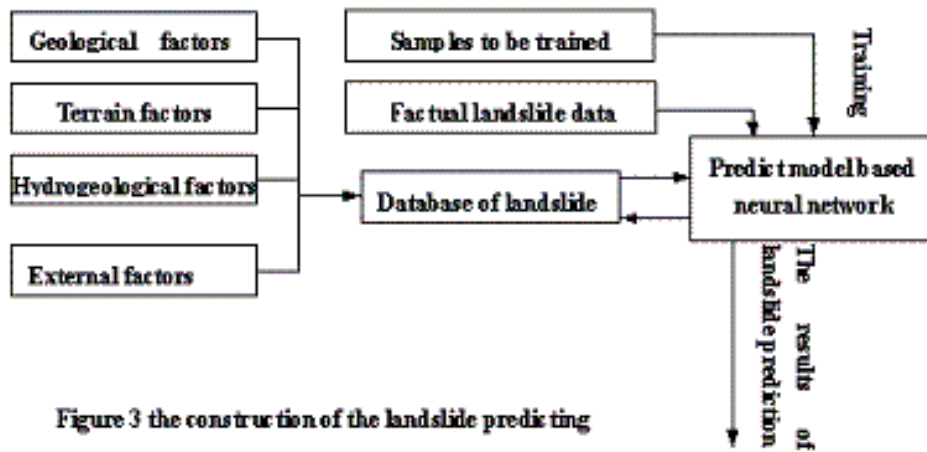 Geological factors
Terrain factors
Hydrogeological factors
External factors
Samples to be trained
Factual landslide data
Database of landslide
Training
Predict model based
neural network
The results of
landslide prediction
Figure 3 the construction of the landslide predicting